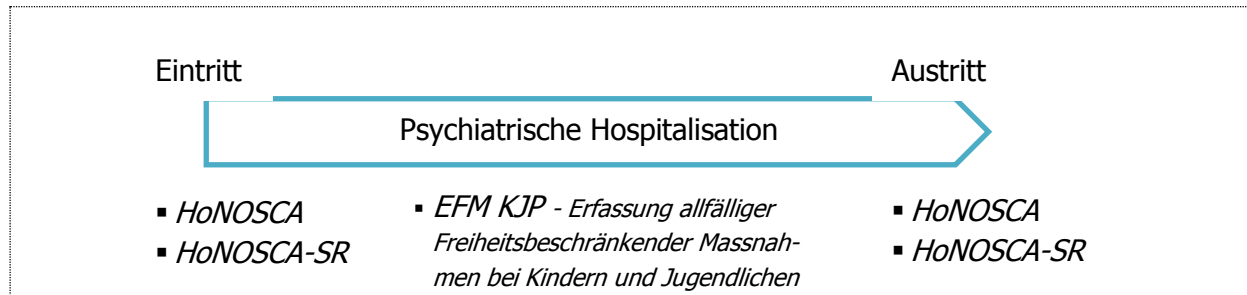 Eintritt
Austritt
Psychiatrische Hospitalisation
▪ HoNOSCA
▪ HoNOSCA-SR
▪ EFM KJP - Erfassung allfälliger
Freiheitsbeschränkender Massnah-
men bei Kindern und Jugendlichen
▪ HoNOSCA
▪ HoNOSCA-SR